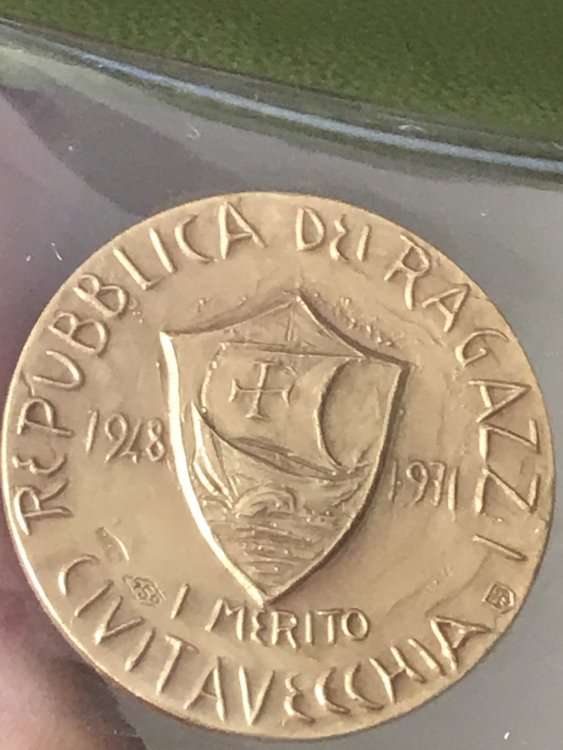 REPUBBLICA DEI RAGAZZI
1948
1971
I MERITO
CIVITAVECCHIA